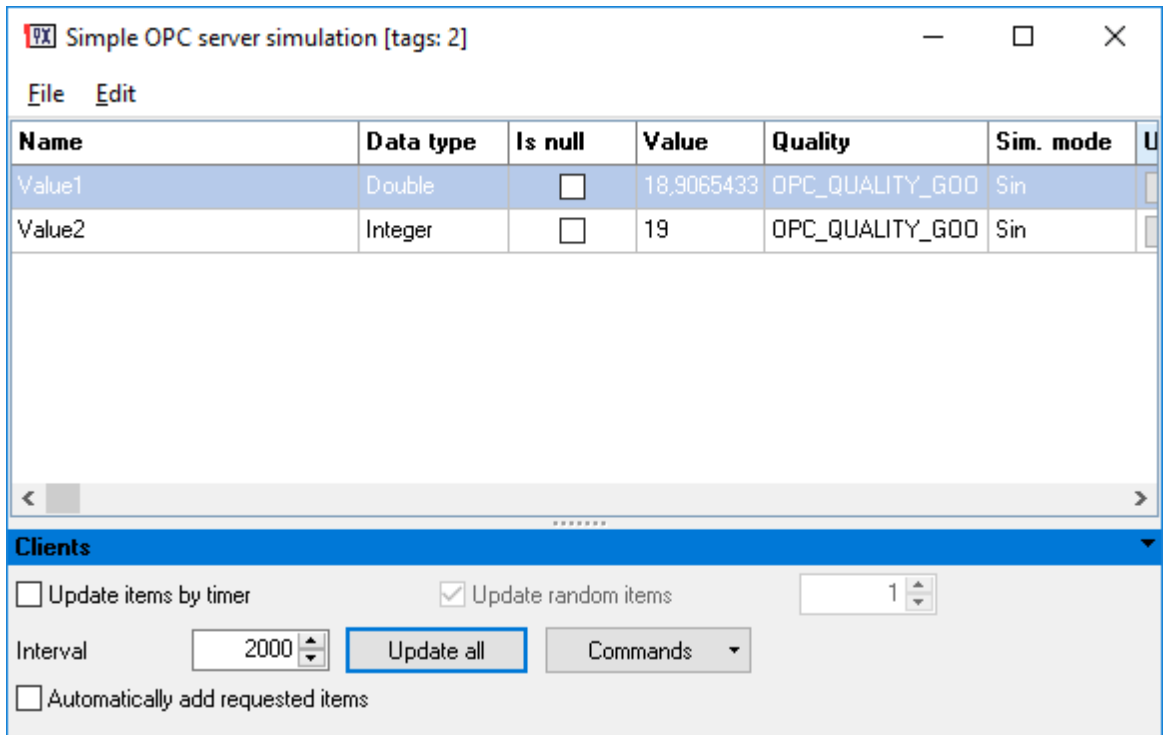 Simple OPC server simulation [tags: 2]
File Edit
Name Data type Is null Value Quality Sim. mode U
Value1 Double 18,9065433 OPC_QUALITY_GOO Sin
Value2 Integer 19 OPC_QUALITY_GOO Sin
Clients
Update items by timer Update random items 1
Interval 2000 Update all Commands
Automatically add requested items